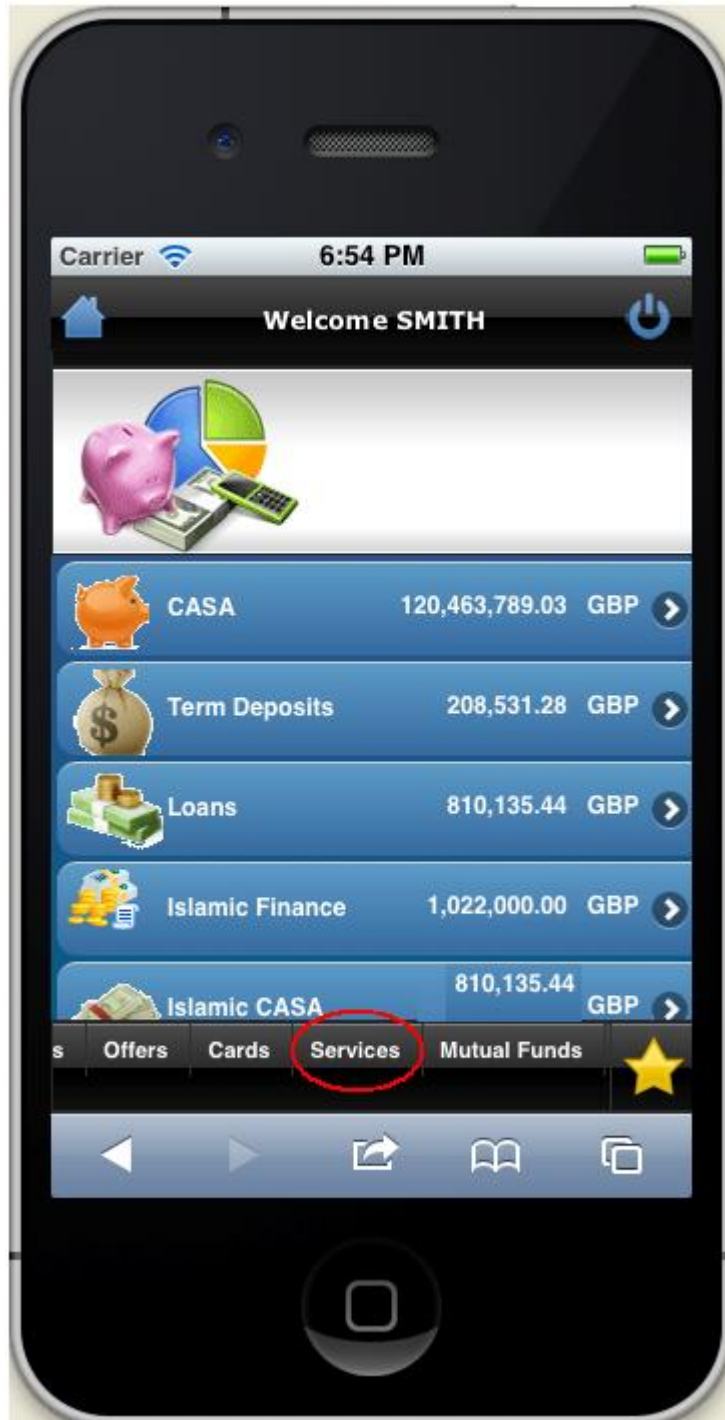 Carrier 6:54 PM
Welcome SMITH
CASA 120,463,789.03 GBP
Term Deposits 208,531.28 GBP
Loans 810,135.44 GBP
Islamic Finance 1,022,000.00 GBP
Islamic CASA 810,135.44 GBP
s Offers Cards Services Mutual Funds